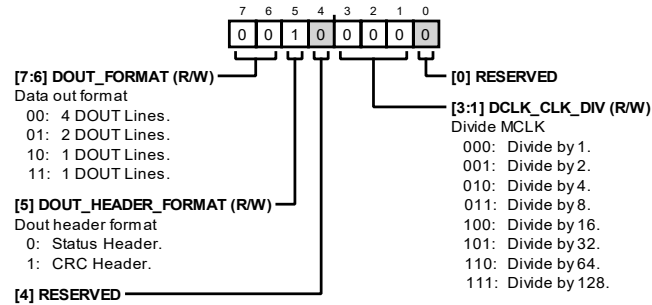 7 6 5 4 3 2 1 0
0 0 1 0 0 0 0 0
[7:6] DOUT_FORMAT (R/W)
Data out format
00: 4 DOUT Lines.
01: 2 DOUT Lines.
10: 1 DOUT Lines.
11: 1 DOUT Lines.
[5] DOUT_HEADER_FORMAT (R/W)
Dout header format
0: Status Header.
1: CRC Header.
[4] RESERVED
[0] RESERVED
[3:1] DCLK_CLK_DIV (R/W)
Divide MCLK
000: Divide by 1.
001: Divide by 2.
010: Divide by 4.
011: Divide by 8.
100: Divide by 16.
101: Divide by 32.
110: Divide by 64.
111: Divide by 128.